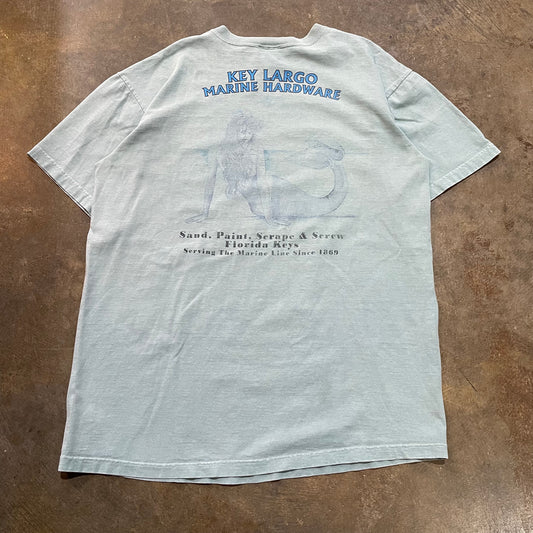 KEY LARGO
MARINE HARDWARE
Sand, Paint, Scrape & Screw
Florida Keys
Serving The Marine Line Since 1869